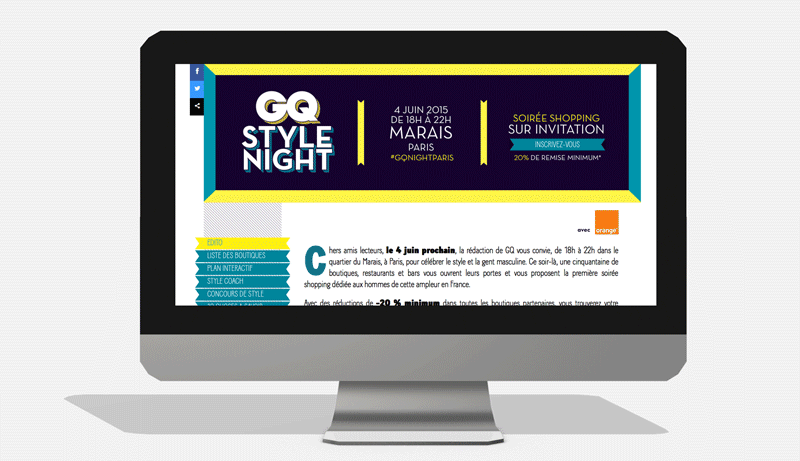 GQ
STYLE
NIGHT
4 JUIN 2015
DE 18H À 22H
MARAIS
PARIS
#GQNIGHTPARIS
SOIRÉE SHOPPING
SUR INVITATION
INSCRIVEZ-VOUS
20% DE REMISE MINIMUM*
avec orange
EDITO
LISTE DES BOUTIQUES
PLAN INTERACTIF
STYLE COACH
CONCOURS DE STYLE
Chers amis lecteurs, le 4 juin prochain, la rédaction de GQ vous convie, de 18h à 22h dans le
quartier du Marais, à Paris, pour célébrer le style et la gent masculine. Ce soir-là, une cinquantaine de
boutiques, restaurants et bars vous ouvrent leurs portes et vous proposent la première soirée
shopping dédiée aux hommes de cette ampleur en France.
Avec des réductions de -20 % minimum dans toutes les boutiques partenaires, vous trouverez votre